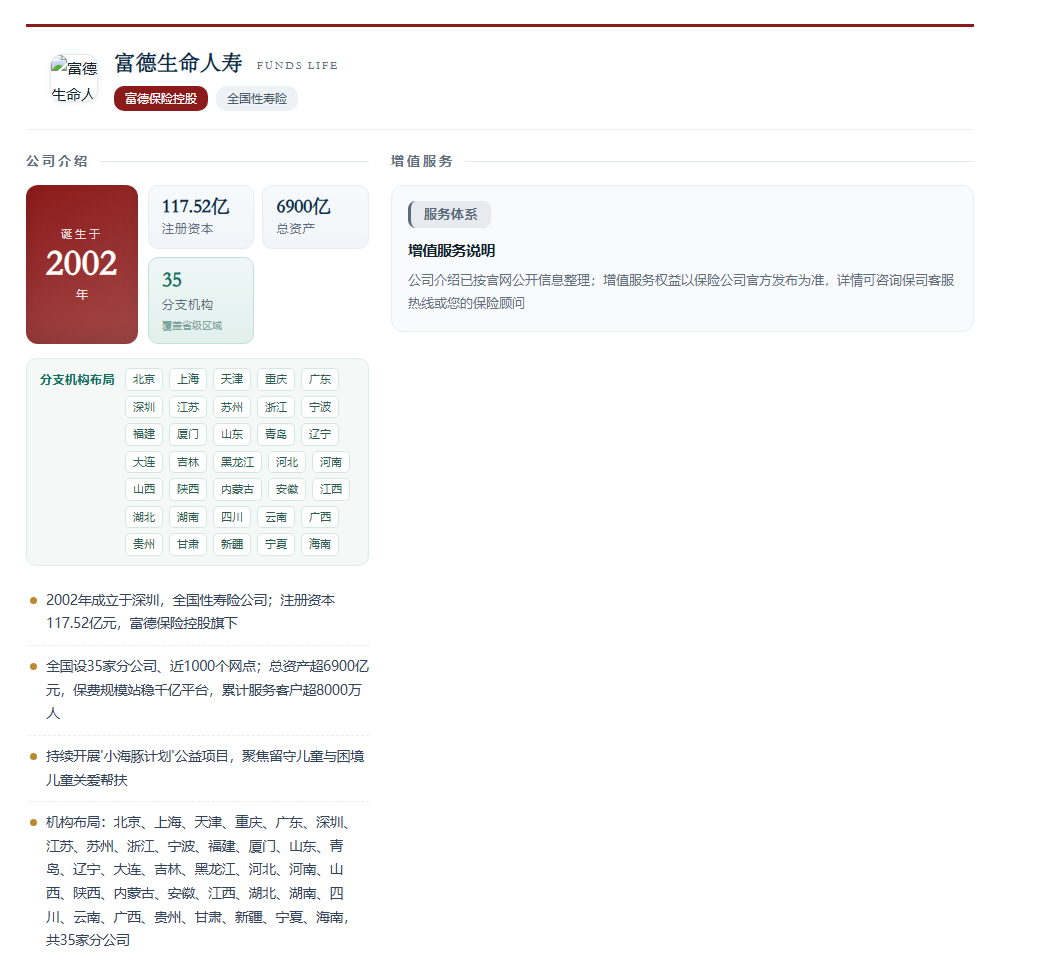 富德
生命人
富德生命人寿 FUNDS LIFE
富德保险控股 全国性寿险
公司介绍
诞生于
2002
年
117.52亿
注册资本
6900亿
总资产
35
分支机构
覆盖省级区域
分支机构布局
北京 上海 天津 重庆 广东
深圳 江苏 苏州 浙江 宁波
福建 厦门 山东 青岛 辽宁
大连 吉林 黑龙江 河北 河南
山西 陕西 内蒙古 安徽 江西
湖北 湖南 四川 云南 广西
贵州 甘肃 新疆 宁夏 海南
2002年成立于深圳，全国性寿险公司；注册资本
117.52亿元，富德保险控股旗下
全国设35家分公司、近1000个网点；总资产超6900亿
元，保费规模站稳千亿平台，累计服务客户超8000万
人
持续开展'小海豚计划'公益项目，聚焦留守儿童与困境
儿童关爱帮扶
机构布局：北京、上海、天津、重庆、广东、深圳、
江苏、苏州、浙江、宁波、福建、厦门、山东、青
岛、辽宁、大连、吉林、黑龙江、河北、河南、山
西、陕西、内蒙古、安徽、江西、湖北、湖南、四
川、云南、广西、贵州、甘肃、新疆、宁夏、海南，
共35家分公司
增值服务
服务体系
增值服务说明
公司介绍已按官网公开信息整理；增值服务权益以保险公司官方发布为准，详情可咨询保司客服
热线或您的保险顾问